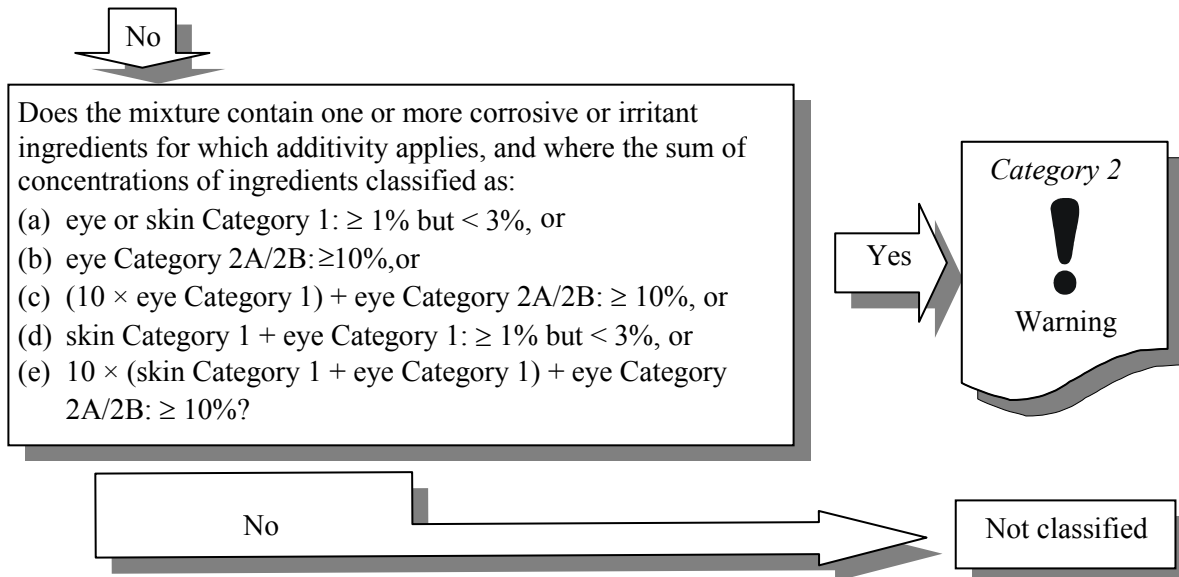 No
Does the mixture contain one or more corrosive or irritant
ingredients for which additivity applies, and where the sum of
concentrations of ingredients classified as:
(a) eye or skin Category 1: ≥ 1% but < 3%, or
(b) eye Category 2A/2B: ≥10%,or
(c) (10 × eye Category 1) + eye Category 2A/2B: ≥ 10%, or
(d) skin Category 1 + eye Category 1: ≥ 1% but < 3%, or
(e) 10 × (skin Category 1 + eye Category 1) + eye Category
2A/2B: ≥ 10%?
Yes
Category 2
Warning
No
Not classified